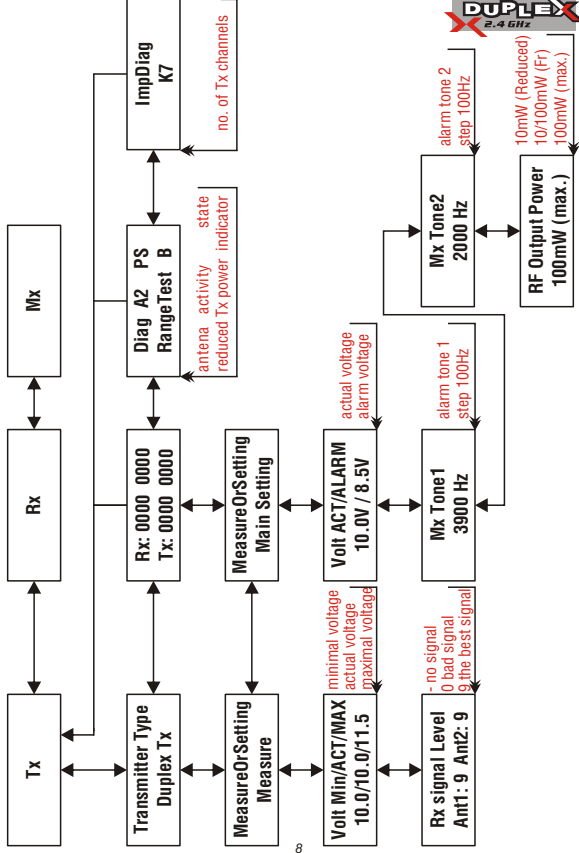 DUPLEX
2.4 GHz
Tx
Rx
Mx
Transmitter Type
Duplex Tx
Rx: 0000 0000
Tx: 0000 0000
Diag A2 PS
RangeTest B
antena activity state
reduced Tx power indicator
ImpDiag
K7
no. of Tx channels
MeasureOrSetting
Measure
MeasureOrSetting
Main Setting
Volt Min/ACT/MAX
10.0/10.0/11.5
minimal voltage
actual voltage
maximal voltage
Volt ACT/ALARM
10.0V / 8.5V
actual voltage
alarm voltage
Rx signal Level
Ant1: 9 Ant2: 9
- no signal
0 bad signal
9 the best signal
Mx Tone1
3900 Hz
alarm tone 1
step 100Hz
Mx Tone2
2000 Hz
alarm tone 2
step 100Hz
RF Output Power
100mW (max.)
10mW (Reduced)
10/100mW (Fr)
100mW (max.)
8